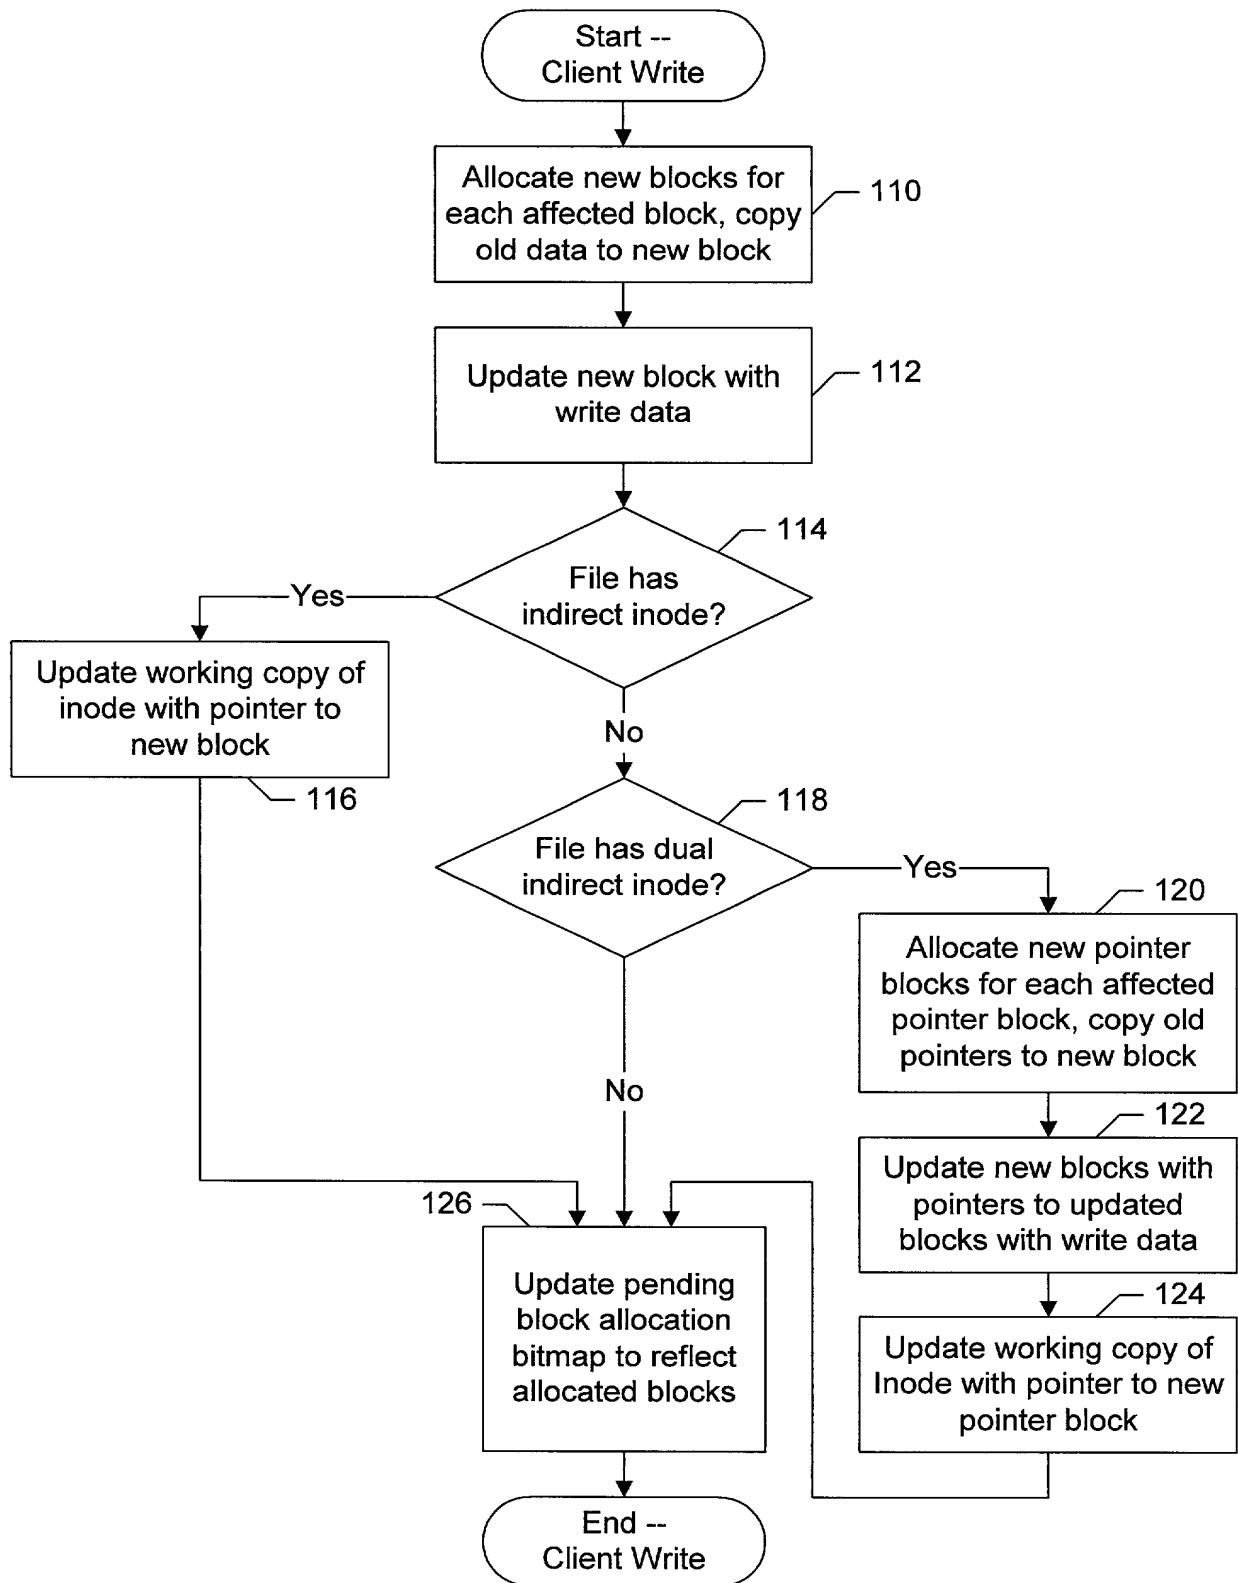 Start --
Client Write
Allocate new blocks for
each affected block, copy
old data to new block
110
Update new block with
write data
112
114
File has
indirect inode?
Yes
Update working copy of
inode with pointer to
new block
116
No
118
File has dual
indirect inode?
Yes
120
Allocate new pointer
blocks for each affected
pointer block, copy old
pointers to new block
No
122
Update new blocks with
pointers to updated
blocks with write data
126
Update pending
block allocation
bitmap to reflect
allocated blocks
124
Update working copy of
Inode with pointer to new
pointer block
End --
Client Write